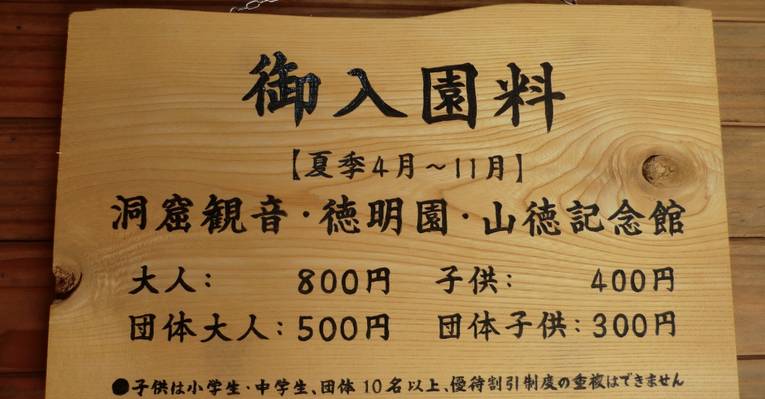 御入園料
【夏季4月～11月】
洞窟観音・徳明園・山徳記念館
大人: 800円 子供: 400円
団体大人: 500円 団体子供: 300円
●子供は小学生・中学生、団体10名以上、優待割引制度の重複はできません